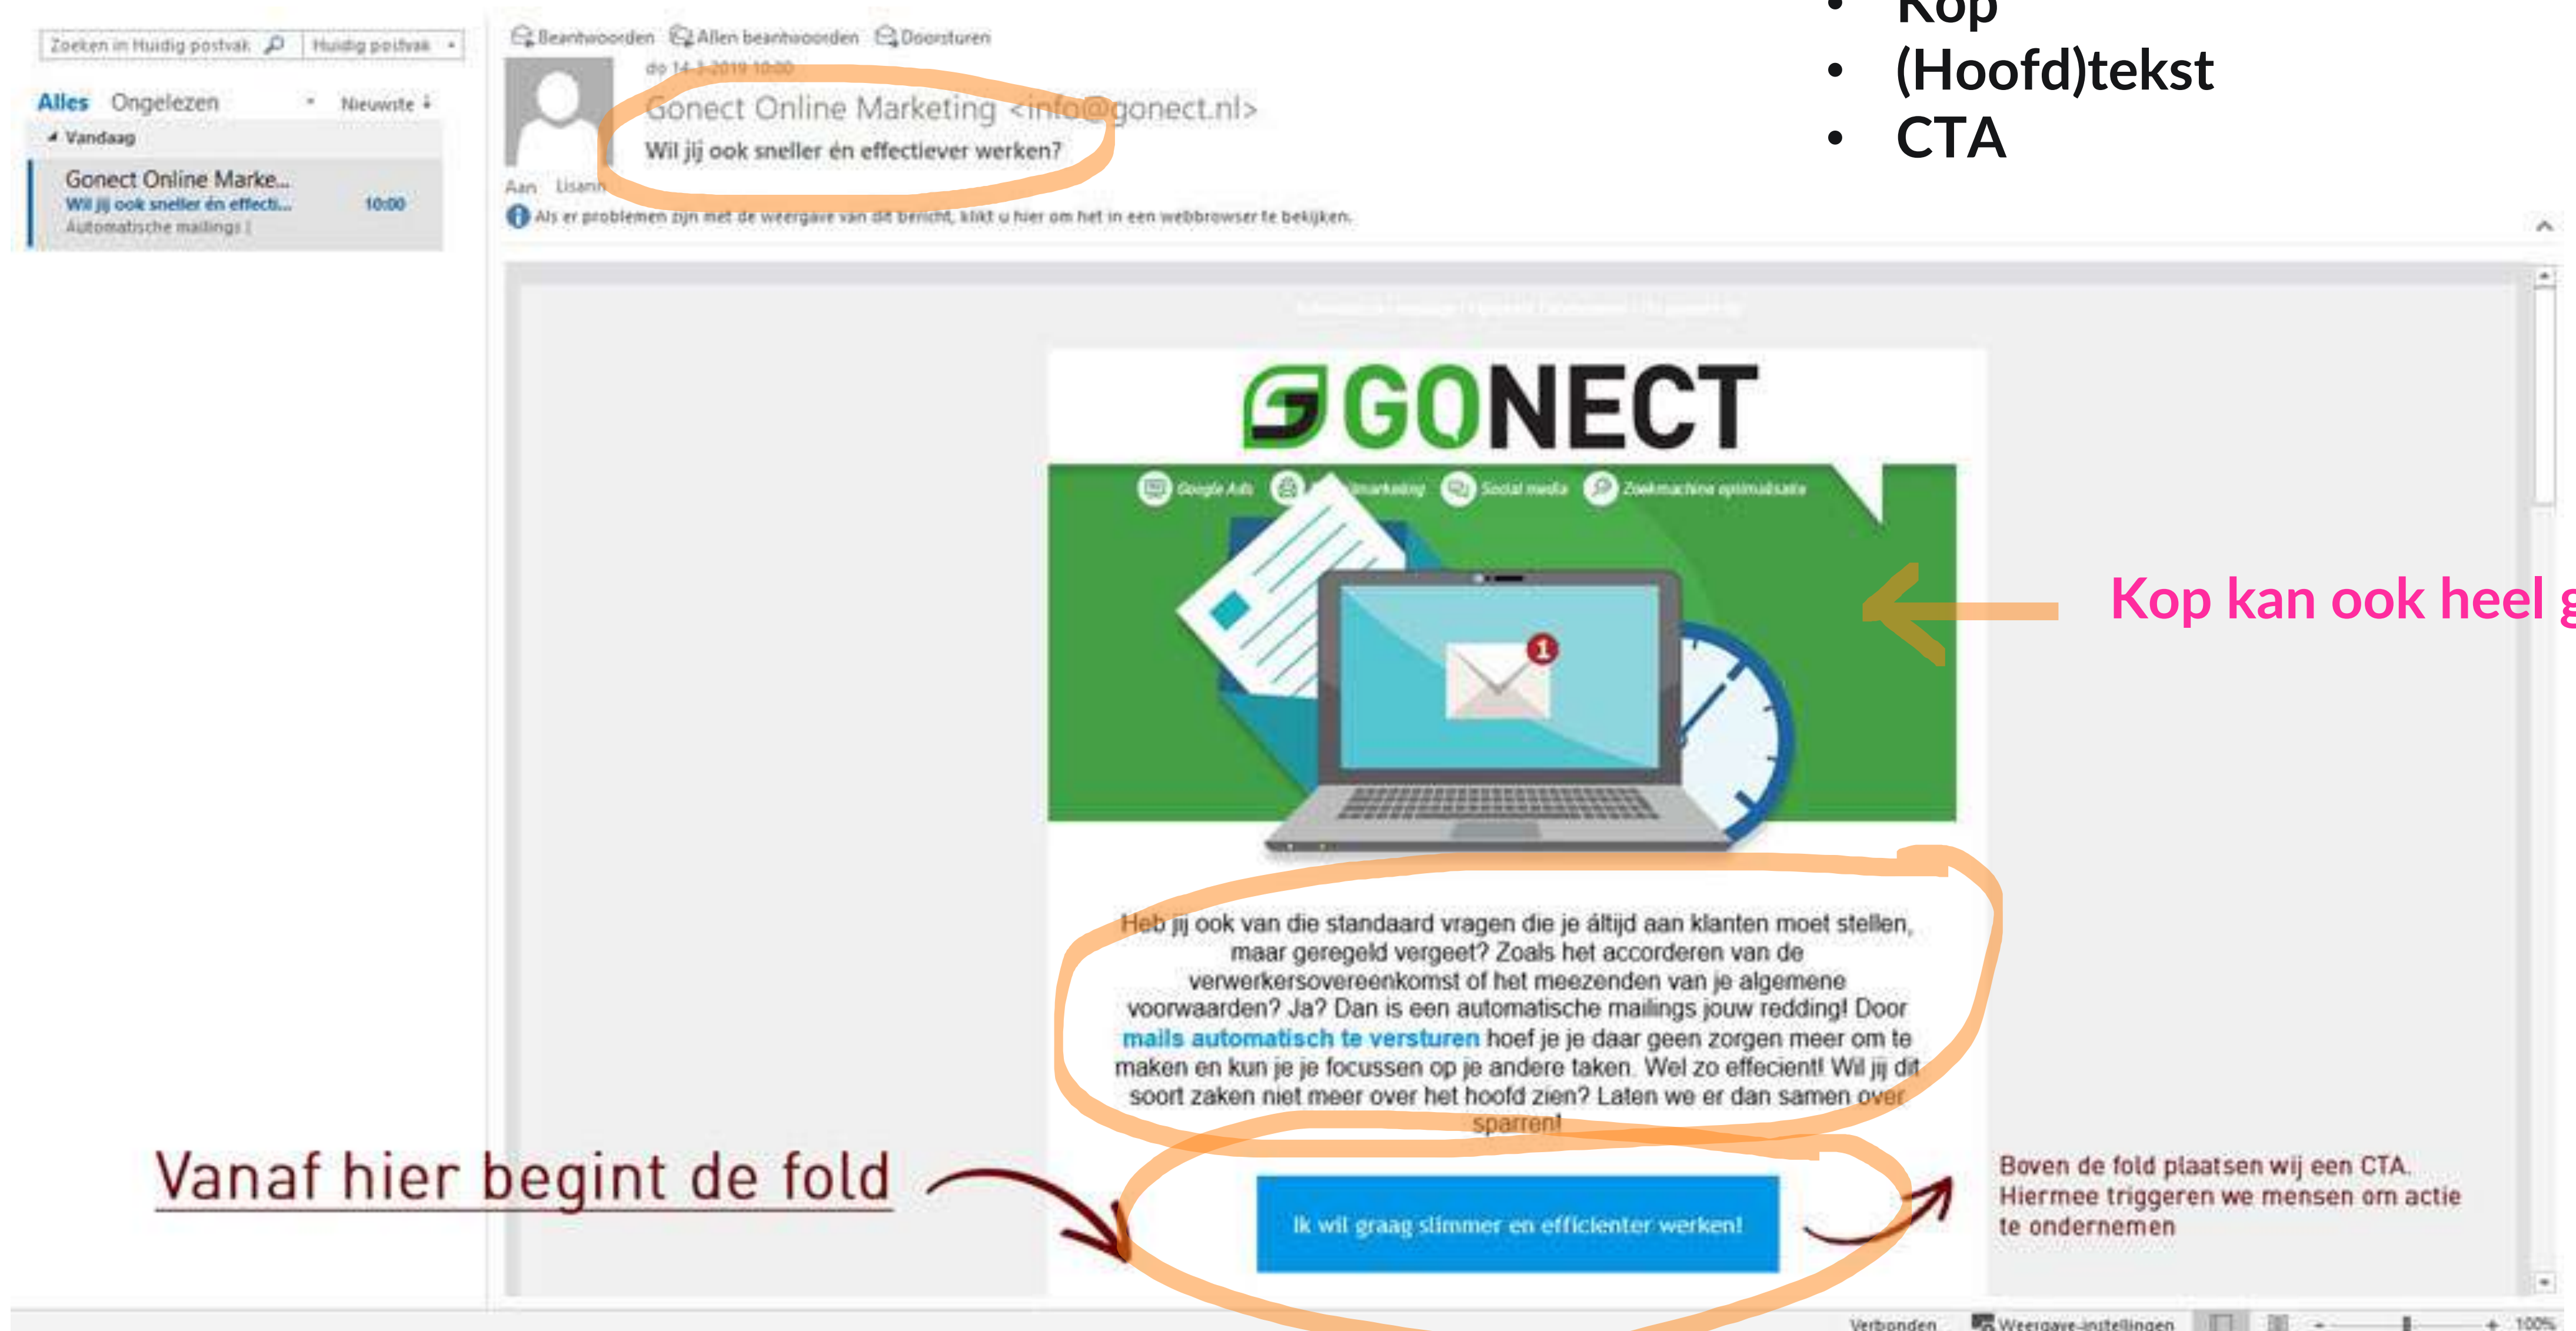 Kop
(Hoofd)tekst
CTA
Zoeken in Huidig postvak
Huidig postvak
Alles Ongelezen Nieuwste
Vandaag
Gonect Online Marke...
Wil jij ook sneller én effecti... 10:00
Automatische mailings |
Beantwoorden Allen beantwoorden Doorsturen
do 14-3-2019 10:00
Gonect Online Marketing <info@gonect.nl>
Wil jij ook sneller én effectiever werken?
Aan Lisann
Als er problemen zijn met de weergave van dit bericht, klikt u hier om het in een webbrowser te bekijken.
GONECT
Google Ads
Social media
Zoekmachine optimalisatie
1
Kop kan ook heel g
Heb jij ook van die standaard vragen die je áltijd aan klanten moet stellen,
maar geregeld vergeet? Zoals het accorderen van de
verwerkersovereenkomst of het meezenden van je algemene
voorwaarden? Ja? Dan is een automatische mailings jouw redding! Door
mails automatisch te versturen hoef je je daar geen zorgen meer om te
maken en kun je je focussen op je andere taken. Wel zo effecient! Wil jij dit
soort zaken niet meer over het hoofd zien? Laten we er dan samen over
sparren!
Vanaf hier begint de fold
Ik wil graag slimmer en efficienter werken!
Boven de fold plaatsen wij een CTA.
Hiermee triggeren we mensen om actie
te ondernemen
Verbonden Weergave-instellingen 100%